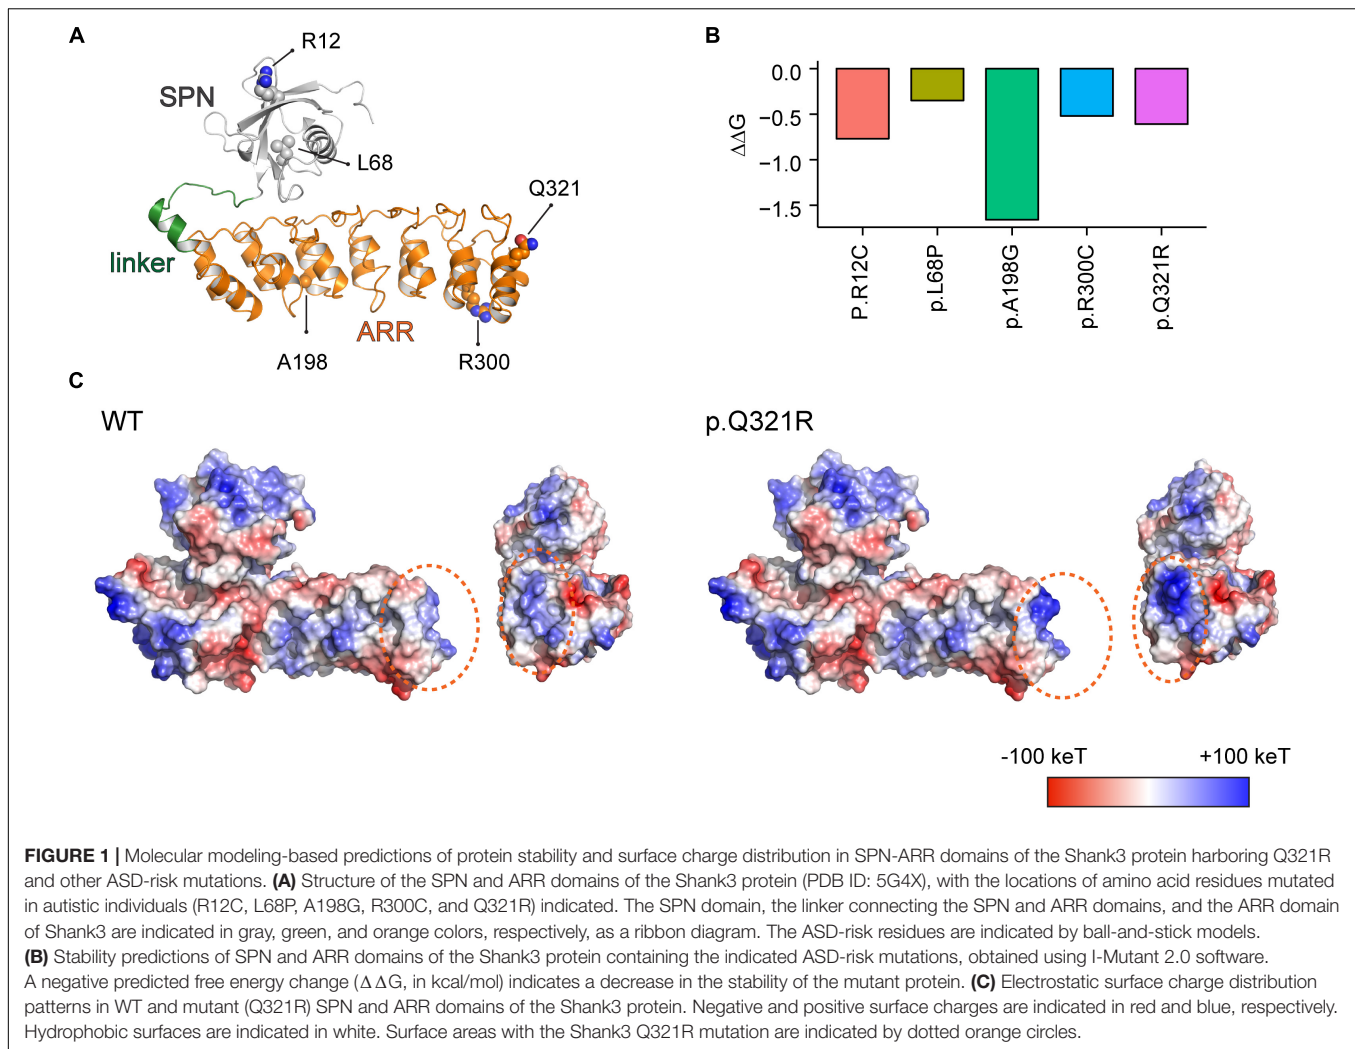 A
R12
SPN
L68
Q321
linker
ARR
A198
R300
B
0.0
−0.5
−1.0
−1.5
ΔΔG
P.R12C
p.L68P
p.A198G
p.R300C
p.Q321R
C
WT
p.Q321R
-100 keT
+100 keT
FIGURE 1 | Molecular modeling-based predictions of protein stability and surface charge distribution in SPN-ARR domains of the Shank3 protein harboring Q321R
and other ASD-risk mutations. (A) Structure of the SPN and ARR domains of the Shank3 protein (PDB ID: 5G4X), with the locations of amino acid residues mutated
in autistic individuals (R12C, L68P, A198G, R300C, and Q321R) indicated. The SPN domain, the linker connecting the SPN and ARR domains, and the ARR domain
of Shank3 are indicated in gray, green, and orange colors, respectively, as a ribbon diagram. The ASD-risk residues are indicated by ball-and-stick models.
(B) Stability predictions of SPN and ARR domains of the Shank3 protein containing the indicated ASD-risk mutations, obtained using I-Mutant 2.0 software.
A negative predicted free energy change (ΔΔG, in kcal/mol) indicates a decrease in the stability of the mutant protein. (C) Electrostatic surface charge distribution
patterns in WT and mutant (Q321R) SPN and ARR domains of the Shank3 protein. Negative and positive surface charges are indicated in red and blue, respectively.
Hydrophobic surfaces are indicated in white. Surface areas with the Shank3 Q321R mutation are indicated by dotted orange circles.